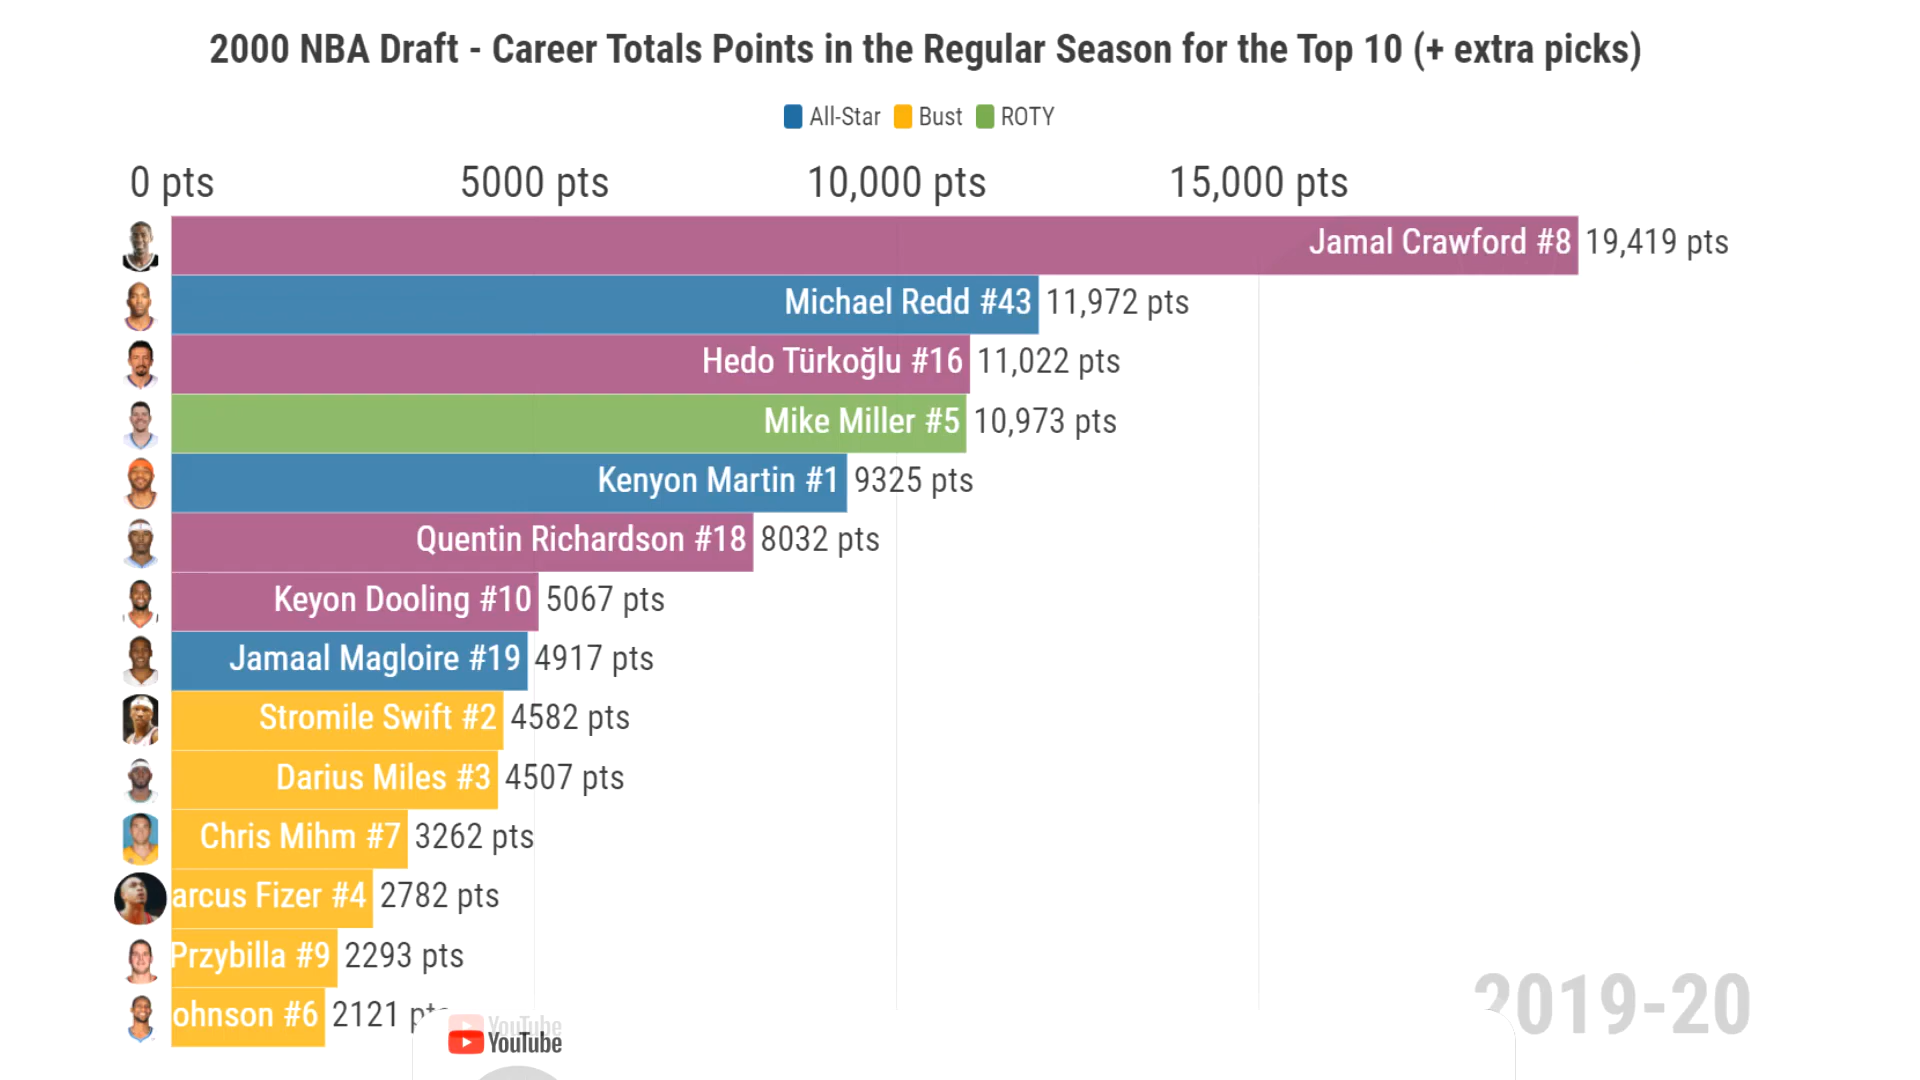 2000 NBA Draft - Career Totals Points in the Regular Season for the Top 10 (+ extra picks)
All-Star Bust ROTY
0 pts 5000 pts 10,000 pts 15,000 pts
Jamal Crawford #8 19,419 pts
Michael Redd #43 11,972 pts
Hedo Türkoğlu #16 11,022 pts
Mike Miller #5 10,973 pts
Kenyon Martin #1 9325 pts
Quentin Richardson #18 8032 pts
Keyon Dooling #10 5067 pts
Jamaal Magloire #19 4917 pts
Stromile Swift #2 4582 pts
Darius Miles #3 4507 pts
Chris Mihm #7 3262 pts
arcus Fizer #4 2782 pts
Przybilla #9 2293 pts
ohnson #6 2121 pts
2019-20
YouTube
YouTube